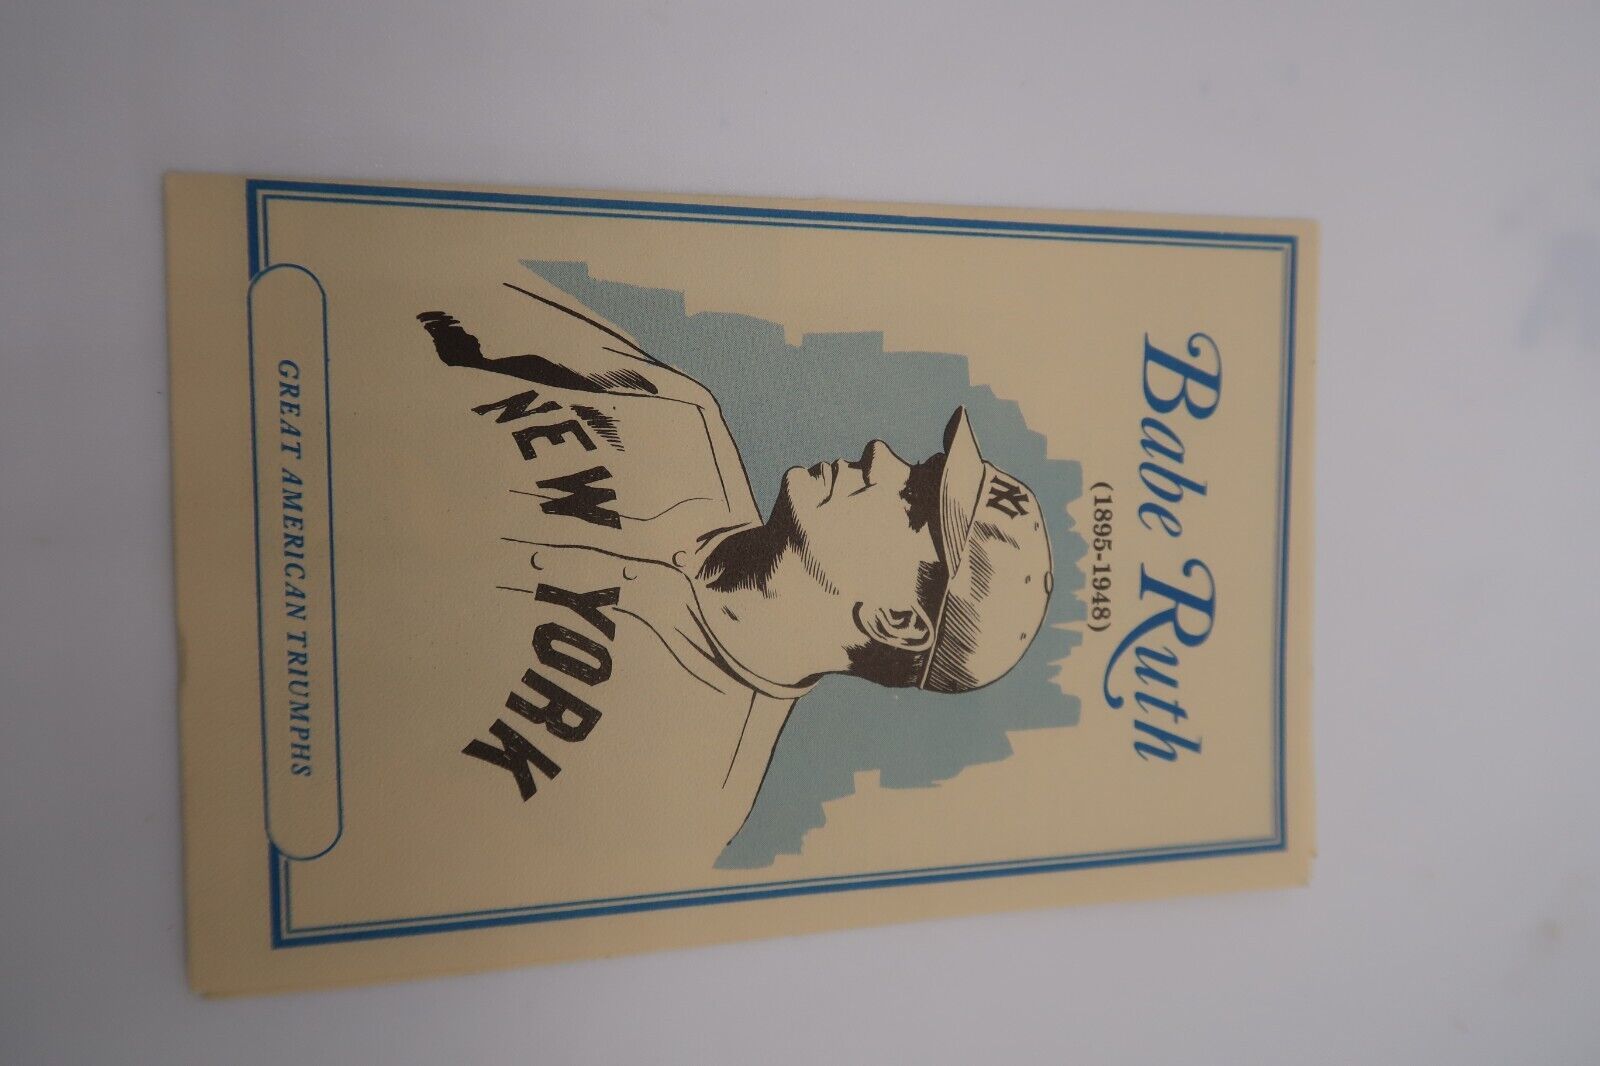 Babe Ruth
(1895-1948)
NY
NEW YORK
GREAT AMERICAN TRIUMPHS